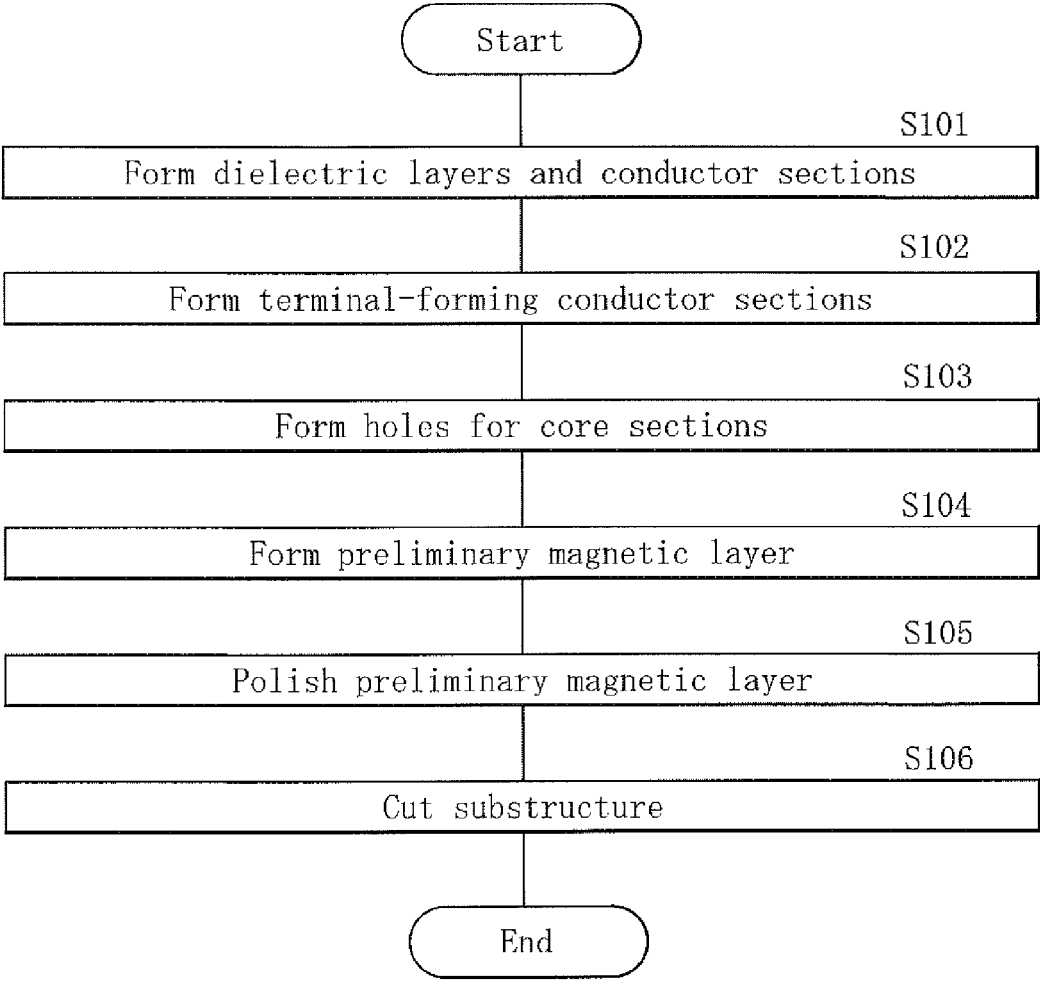 Start
S101
Form dielectric layers and conductor sections
S102
Form terminal-forming conductor sections
S103
Form holes for core sections
S104
Form preliminary magnetic layer
S105
Polish preliminary magnetic layer
S106
Cut substructure
End